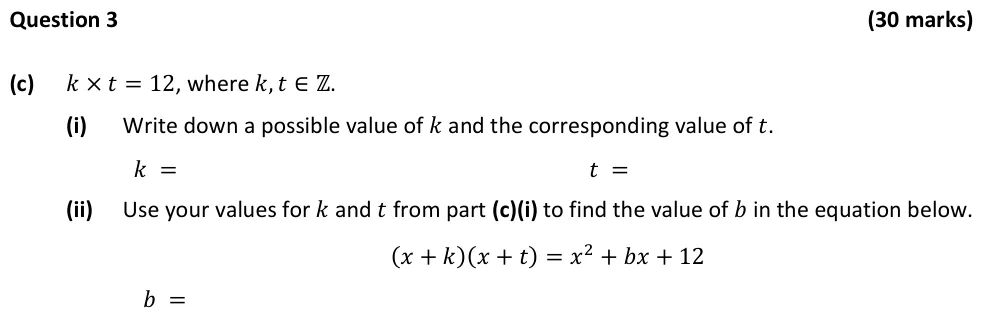 Question 3 (30 marks)
(c) k × t = 12, where k, t ∈ ℤ.
(i) Write down a possible value of k and the corresponding value of t.
k = t =
(ii) Use your values for k and t from part (c)(i) to find the value of b in the equation below.
(x + k)(x + t) = x² + bx + 12
b =